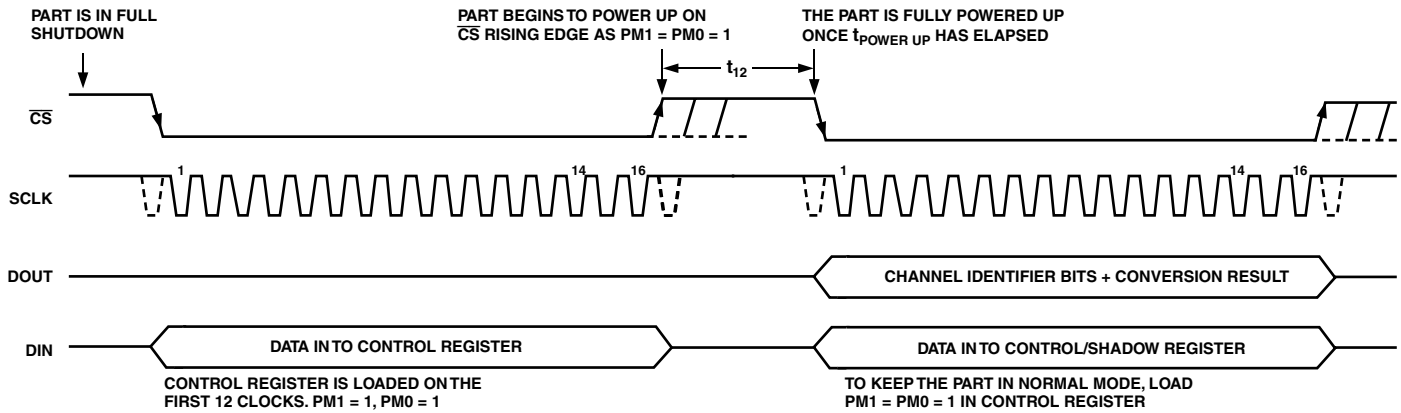 PART IS IN FULL
SHUTDOWN
PART BEGINS TO POWER UP ON
CS RISING EDGE AS PM1 = PM0 = 1
THE PART IS FULLY POWERED UP
ONCE tPOWER UP HAS ELAPSED
t12
CS
SCLK
1
14
16
1
14
16
DOUT
CHANNEL IDENTIFIER BITS + CONVERSION RESULT
DIN
DATA INTO CONTROL REGISTER
DATA INTO CONTROL/SHADOW REGISTER
CONTROL REGISTER IS LOADED ON THE
FIRST 12 CLOCKS. PM1 = 1, PM0 = 1
TO KEEP THE PART IN NORMAL MODE, LOAD
PM1 = PM0 = 1 IN CONTROL REGISTER